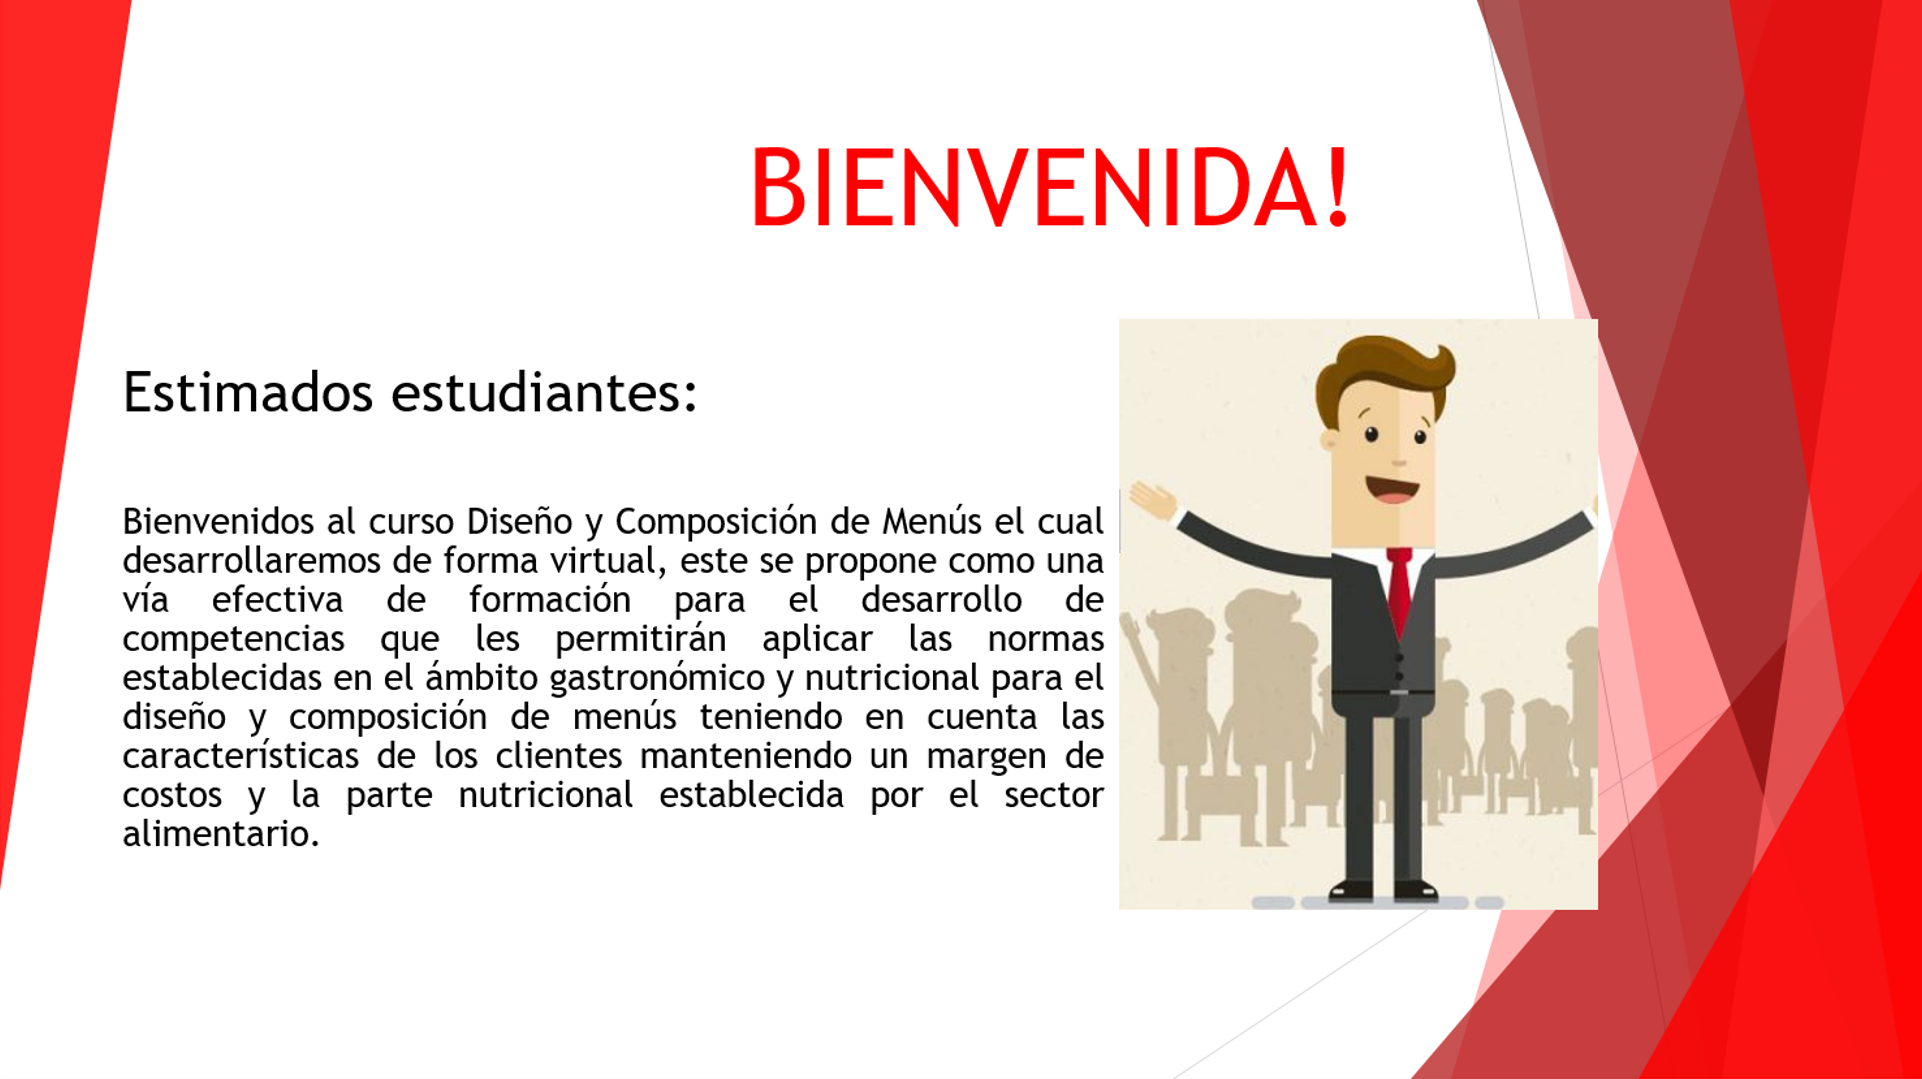 BIENVENIDA!
Estimados estudiantes:
Bienvenidos al curso Diseño y Composición de Menús el cual
desarrollaremos de forma virtual, este se propone como una
vía efectiva de formación para el desarrollo de
competencias que les permitirán aplicar las normas
establecidas en el ámbito gastronómico y nutricional para el
diseño y composición de menús teniendo en cuenta las
características de los clientes manteniendo un margen de
costos y la parte nutricional establecida por el sector
alimentario.